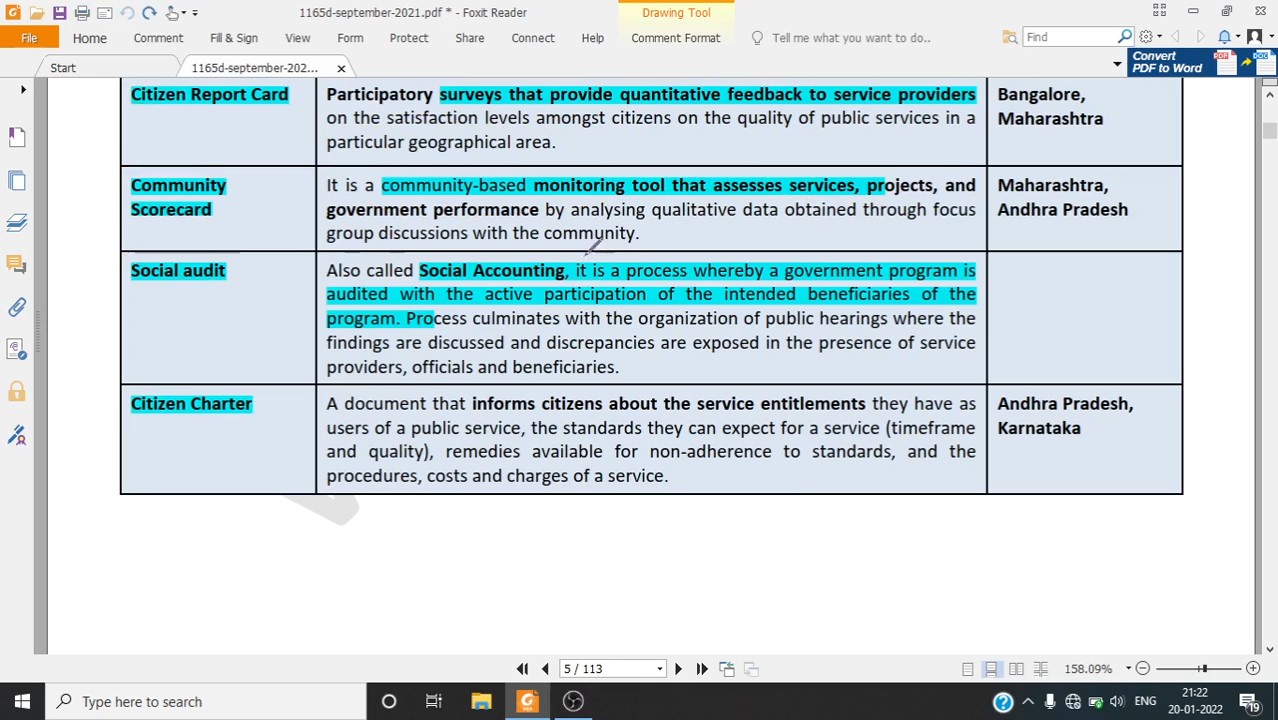 1165d-september-2021.pdf * - Foxit Reader
Drawing Tool
File
Home
Comment
Fill & Sign
View
Form
Protect
Share
Connect
Help
Comment Format
Tell me what you want to do..
Find
Start
1165d-september-202...
Convert
PDF to Word
Citizen Report Card
Participatory surveys that provide quantitative feedback to service providers
on the satisfaction levels amongst citizens on the quality of public services in a
particular geographical area.
Bangalore,
Maharashtra
Community
Scorecard
It is a community-based monitoring tool that assesses services, projects, and
government performance by analysing qualitative data obtained through focus
group discussions with the community.
Maharashtra,
Andhra Pradesh
Social audit
Also called Social Accounting, it is a process whereby a government program is
audited with the active participation of the intended beneficiaries of the
program. Process culminates with the organization of public hearings where the
findings are discussed and discrepancies are exposed in the presence of service
providers, officials and beneficiaries.
Citizen Charter
A document that informs citizens about the service entitlements they have as
users of a public service, the standards they can expect for a service (timeframe
and quality), remedies available for non-adherence to standards, and the
procedures, costs and charges of a service.
Andhra Pradesh,
Karnataka
5 / 113
158.09%
Type here to search
ENG
21:22
20-01-2022
19